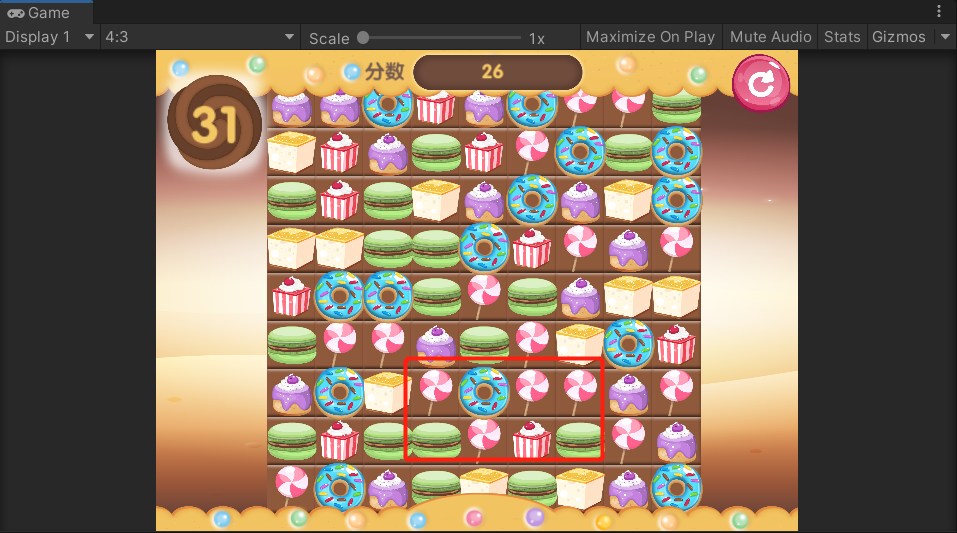 Game
Display 1 4:3 Scale 1x Maximize On Play Mute Audio Stats Gizmos
分数 26
31